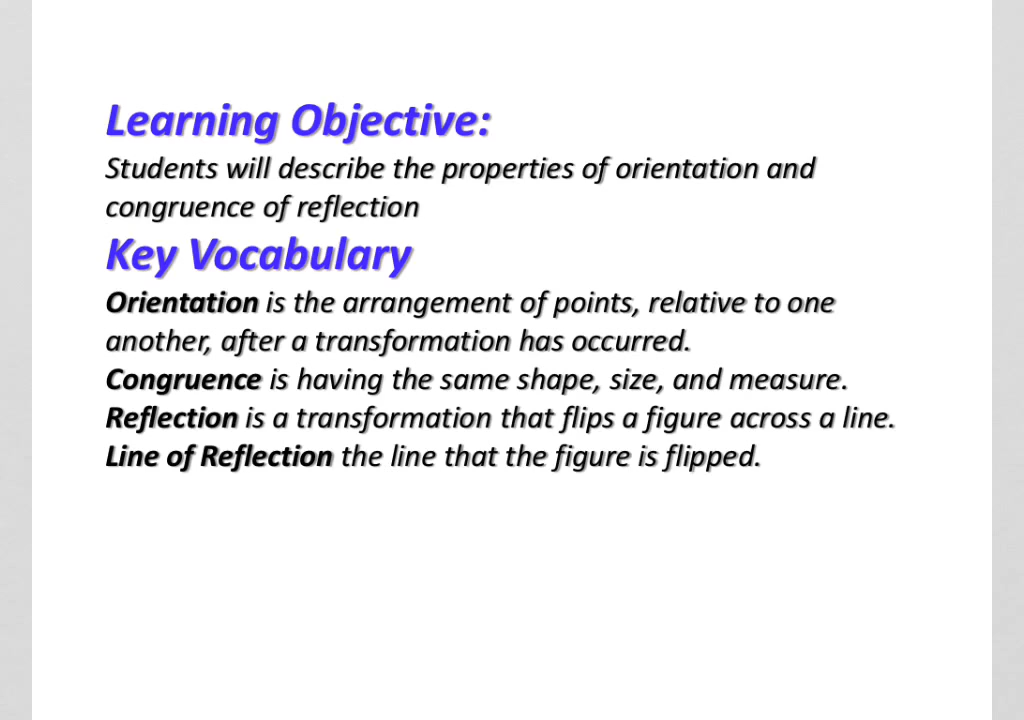 Learning Objective:
Students will describe the properties of orientation and
congruence of reflection
Key Vocabulary
Orientation is the arrangement of points, relative to one
another, after a transformation has occurred.
Congruence is having the same shape, size, and measure.
Reflection is a transformation that flips a figure across a line.
Line of Reflection the line that the figure is flipped.